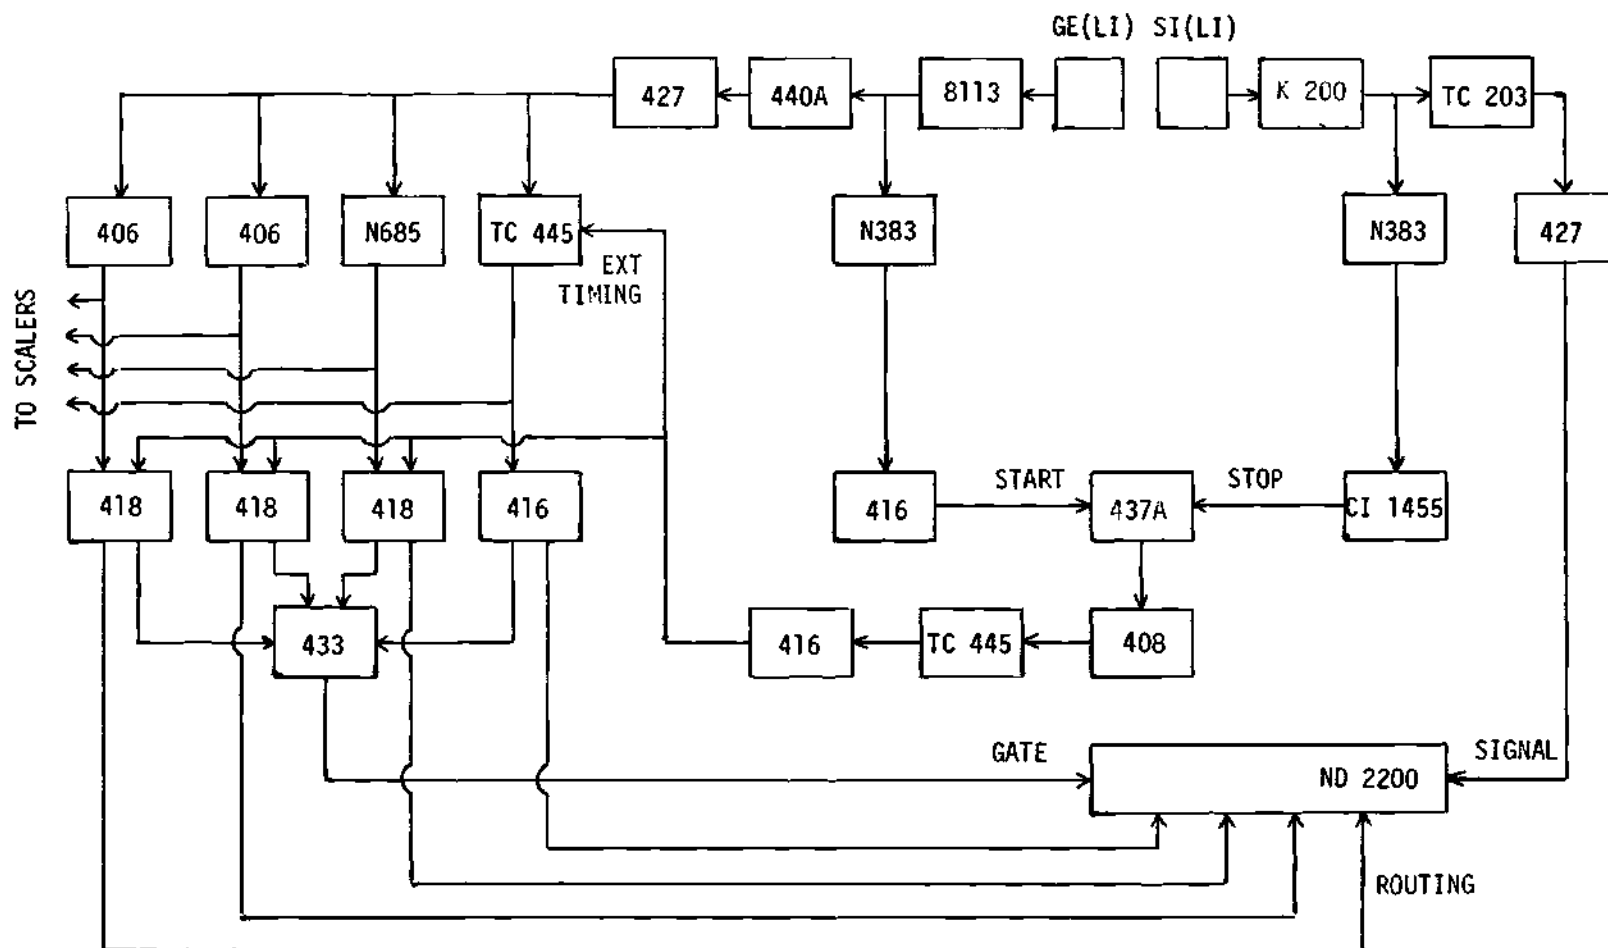 GE(LI) SI(LI)
427
440A
8113
K 200
TC 203
406
406
N685
TC 445
N383
N383
427
EXT
TIMING
TO SCALERS
418
418
418
416
416
START
437A
STOP
CI 1455
433
416
TC 445
408
GATE
ND 2200
SIGNAL
ROUTING